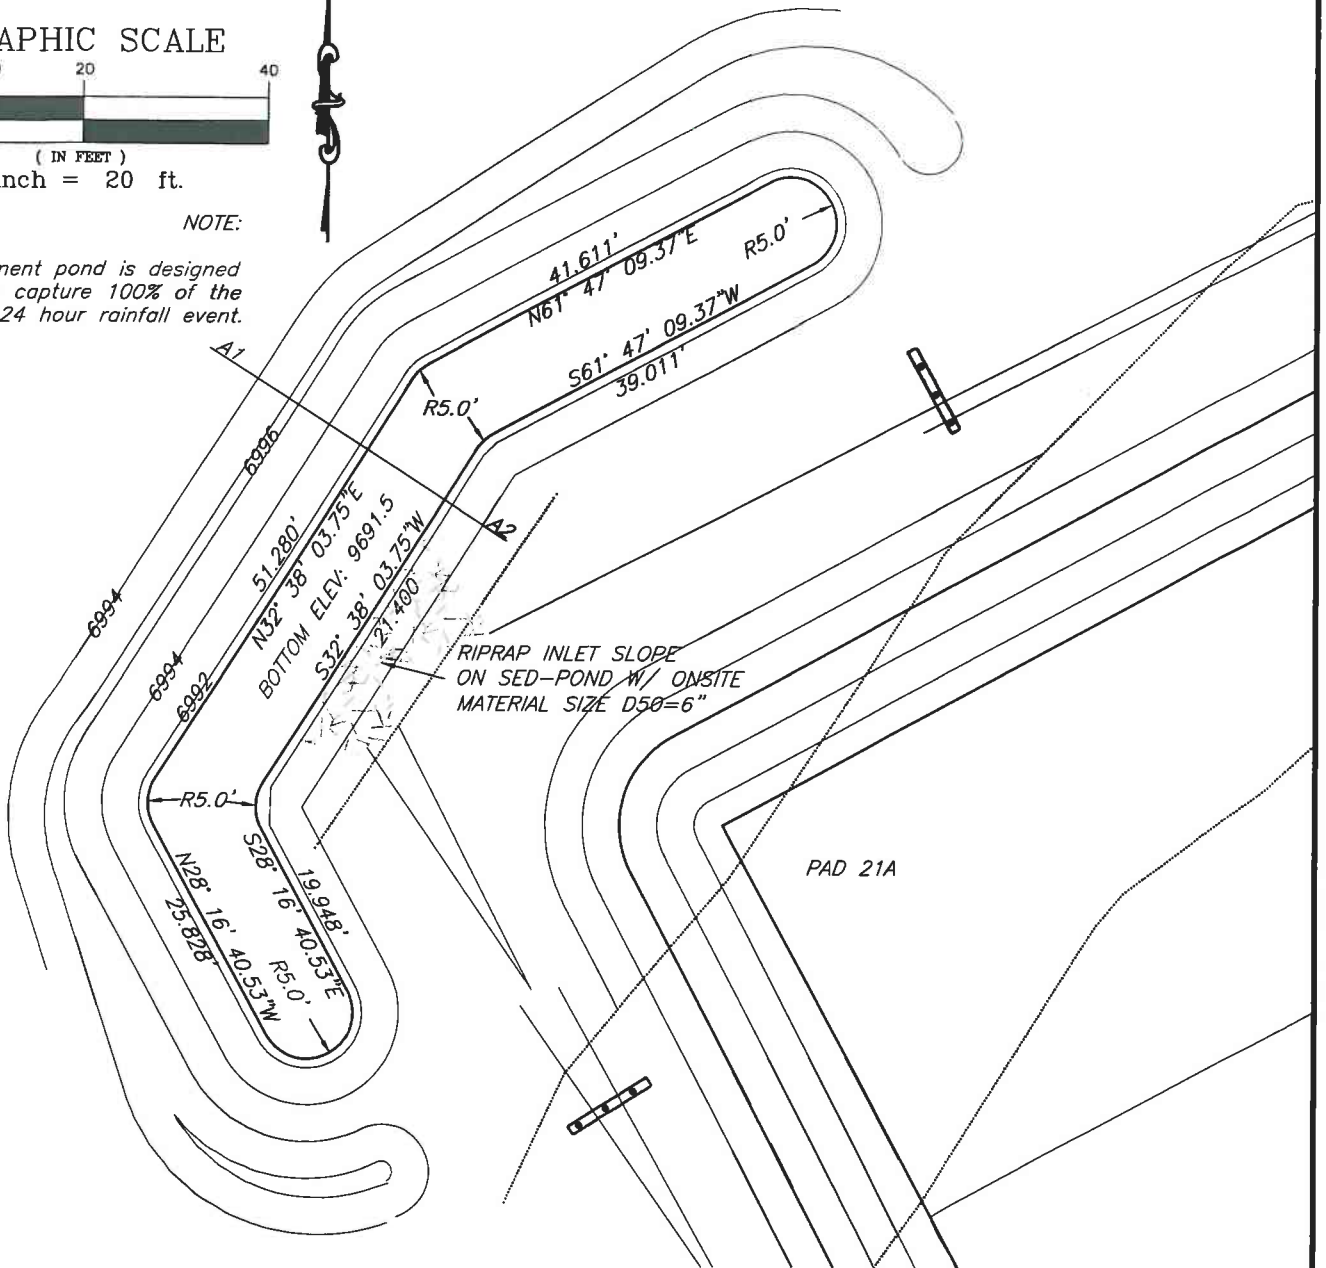 APHIC SCALE
20
40
( IN FEET )
nch = 20 ft.
NOTE:
ment pond is designed
capture 100% of the
24 hour rainfall event.
A1
41.611'
N61° 47' 09.37"E
R5.0'
S61° 47' 09.37"W
39.011'
R5.0'
6996
A2
51.280'
N32° 38' 03.75"E
BOTTOM ELEV: 9691.5
S32° 38' 03.75"W
21.400
6994
6994
6992
RIPRAP INLET SLOPE
ON SED-POND W/ ONSITE
MATERIAL SIZE D50=6"
R5.0'
N28° 16' 40.53"W
25.828'
S28° 16' 40.53"E
19.948'
R5.0'
PAD 21A